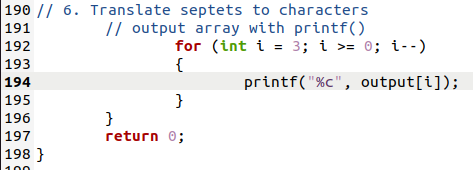 190 // 6. Translate septets to characters
191         // output array with printf()
192                 for (int i = 3; i >= 0; i--)
193                 {
194                         printf("%c", output[i]);
195                 }
196         }
197         return 0;
198 }